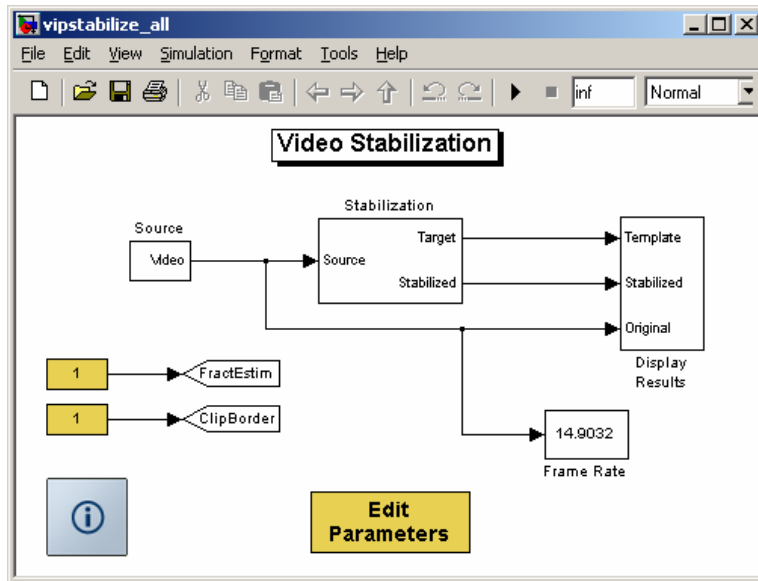 vipstabilize_all
File Edit View Simulation Format Tools Help
inf Normal
Video Stabilization
Stabilization
Source
Video
Source
Target
Stabilized
Template
Stabilized
Original
Display
Results
1
FractEstim
1
ClipBorder
14.9032
Frame Rate
Edit
Parameters